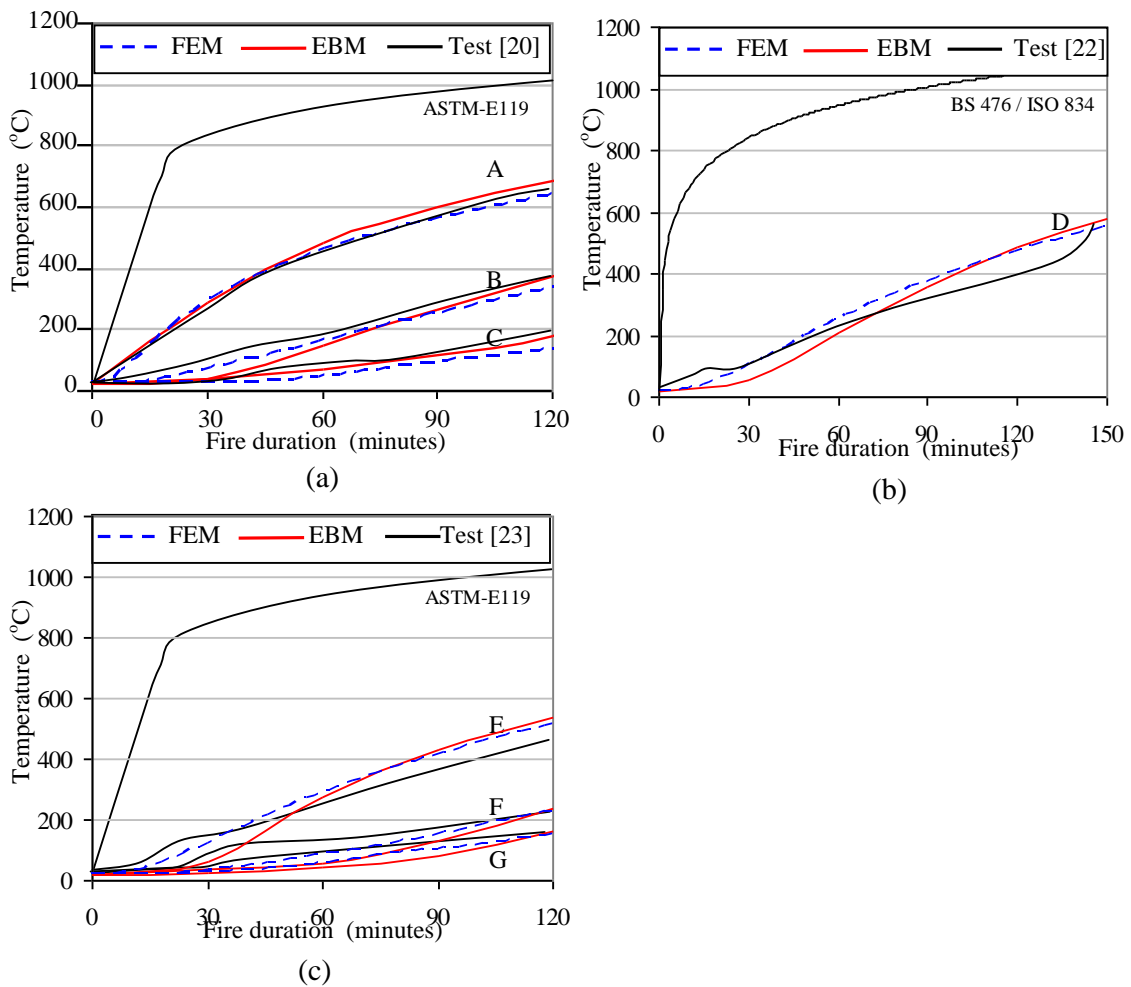 1200
1000
800
600
400
200
0
Temperature (°C)
FEM EBM Test [20]
ASTM-E119
A
B
C
0 30 60 90 120
Fire duration (minutes)
(a)
1200
1000
800
600
400
200
0
Temperature (°C)
FEM EBM Test [22]
BS 476 / ISO 834
D
0 30 60 90 120 150
Fire duration (minutes)
(b)
1200
1000
800
600
400
200
0
Temperature (°C)
FEM EBM Test [23]
ASTM-E119
E
F
G
0 30 60 90 120
Fire duration (minutes)
(c)